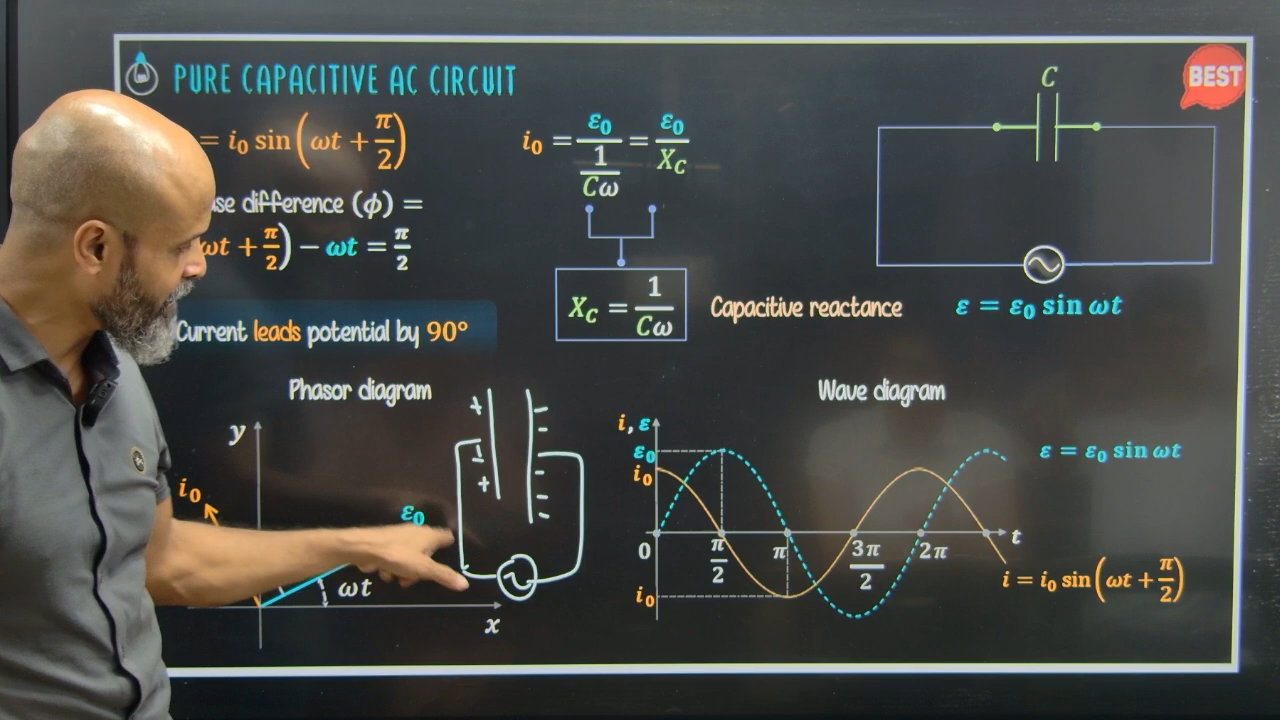 PURE CAPACITIVE AC CIRCUIT
BEST
= i₀ sin(ωt + π/2)
i₀ = ε₀/(1/Cω) = ε₀/X_C
C
difference (ϕ) =
ωt + π/2) − ωt = π/2
X_C = 1/Cω
Capacitive reactance
ε = ε₀ sin ωt
Current leads potential by 90°
Phasor diagram
Wave diagram
y
i₀
ε₀
ωt
x
+ −
−
+ −
+ −
−
i, ε
ε₀
i₀
0
π/2
π
3π/2
2π
t
i₀
ε = ε₀ sin ωt
i = i₀ sin(ωt + π/2)